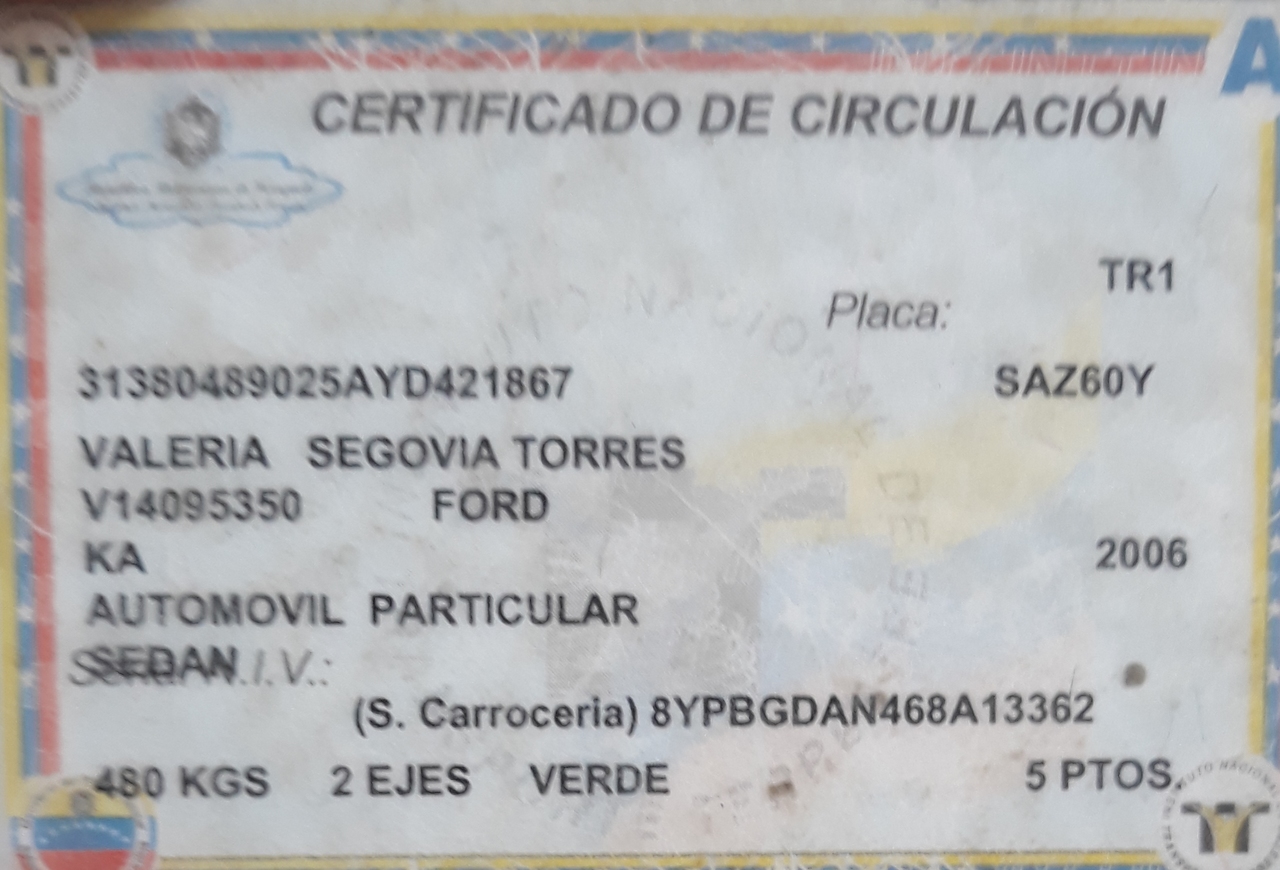 A
CERTIFICADO DE CIRCULACIÓN
TR1
Placa:
31380489025AYD421867 SAZ60Y
VALERIA SEGOVIA TORRES
V14095350 FORD
KA 2006
AUTOMOVIL PARTICULAR
SEDAN I.V.:
(S. Carroceria) 8YPBGDAN468A13362
480 KGS 2 EJES VERDE 5 PTOS